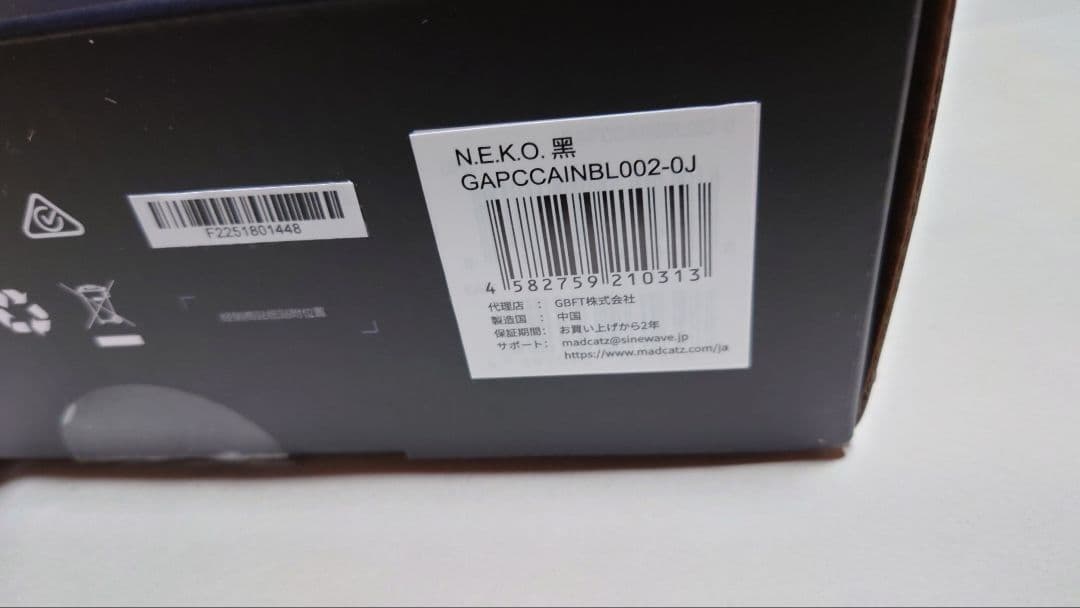 F2251801448
N.E.K.O. 黑
GAPCCAINBL002-0J
4 582759 210313
代理店 : GBFT株式会社
製造国 : 中国
保証期間: お買い上げから2年
サポート: madcatz@sinewave.jp
https://www.madcatz.com/ja